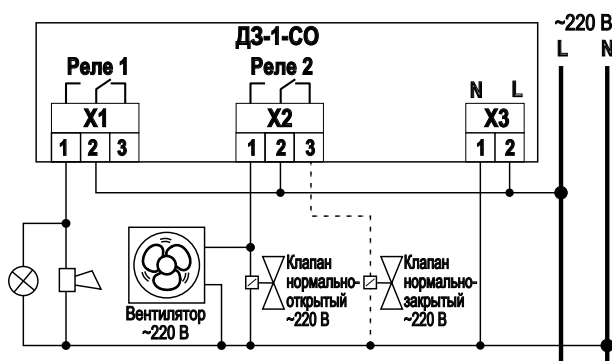 ~220 В
ДЗ-1-СО
L N
Реле 1 Реле 2
N L
X1 X2 X3
1 2 3 1 2 3 1 2
Клапан
нормально-
открытый
~220 В
Клапан
нормально-
закрытый
~220 В
Вентилятор
~220 В